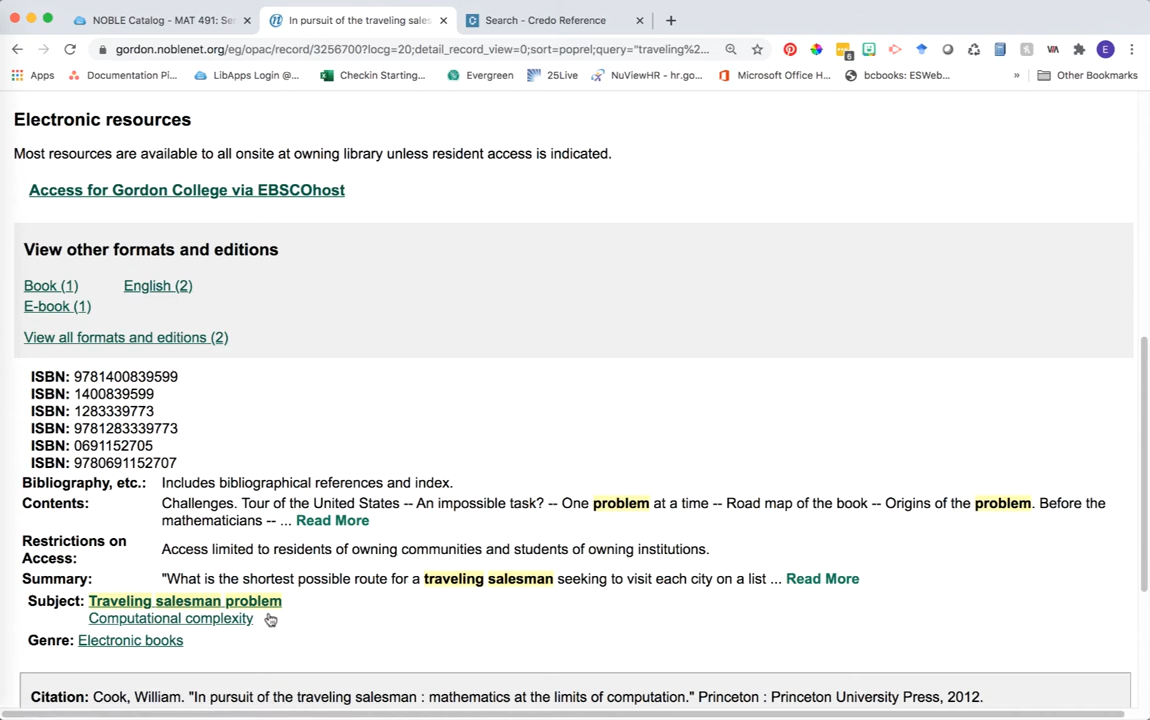 NOBLE Catalog - MAT 491: Ser
In pursuit of the traveling sales
Search - Credo Reference
gordon.noblenet.org/eg/opac/record/3256700?locg=20;detail_record_view=0;sort=poprel;query="traveling%2...
6
VIA
E
Apps
Documentation Pi...
LibApps Login @...
Checkin Starting...
Evergreen
25Live
NuViewHR - hr.go...
Microsoft Office H...
bcbooks: ESWeb...
»
Other Bookmarks
Electronic resources
Most resources are available to all onsite at owning library unless resident access is indicated.
Access for Gordon College via EBSCOhost
View other formats and editions
Book (1) English (2)
E-book (1)
View all formats and editions (2)
ISBN: 9781400839599
ISBN: 1400839599
ISBN: 1283339773
ISBN: 9781283339773
ISBN: 0691152705
ISBN: 9780691152707
Bibliography, etc.: Includes bibliographical references and index.
Contents: Challenges. Tour of the United States -- An impossible task? -- One problem at a time -- Road map of the book -- Origins of the problem. Before the
mathematicians -- ... Read More
Restrictions on
Access: Access limited to residents of owning communities and students of owning institutions.
Summary: "What is the shortest possible route for a traveling salesman seeking to visit each city on a list ... Read More
Subject: Traveling salesman problem
Computational complexity
Genre: Electronic books
Citation: Cook, William. "In pursuit of the traveling salesman : mathematics at the limits of computation." Princeton : Princeton University Press, 2012.